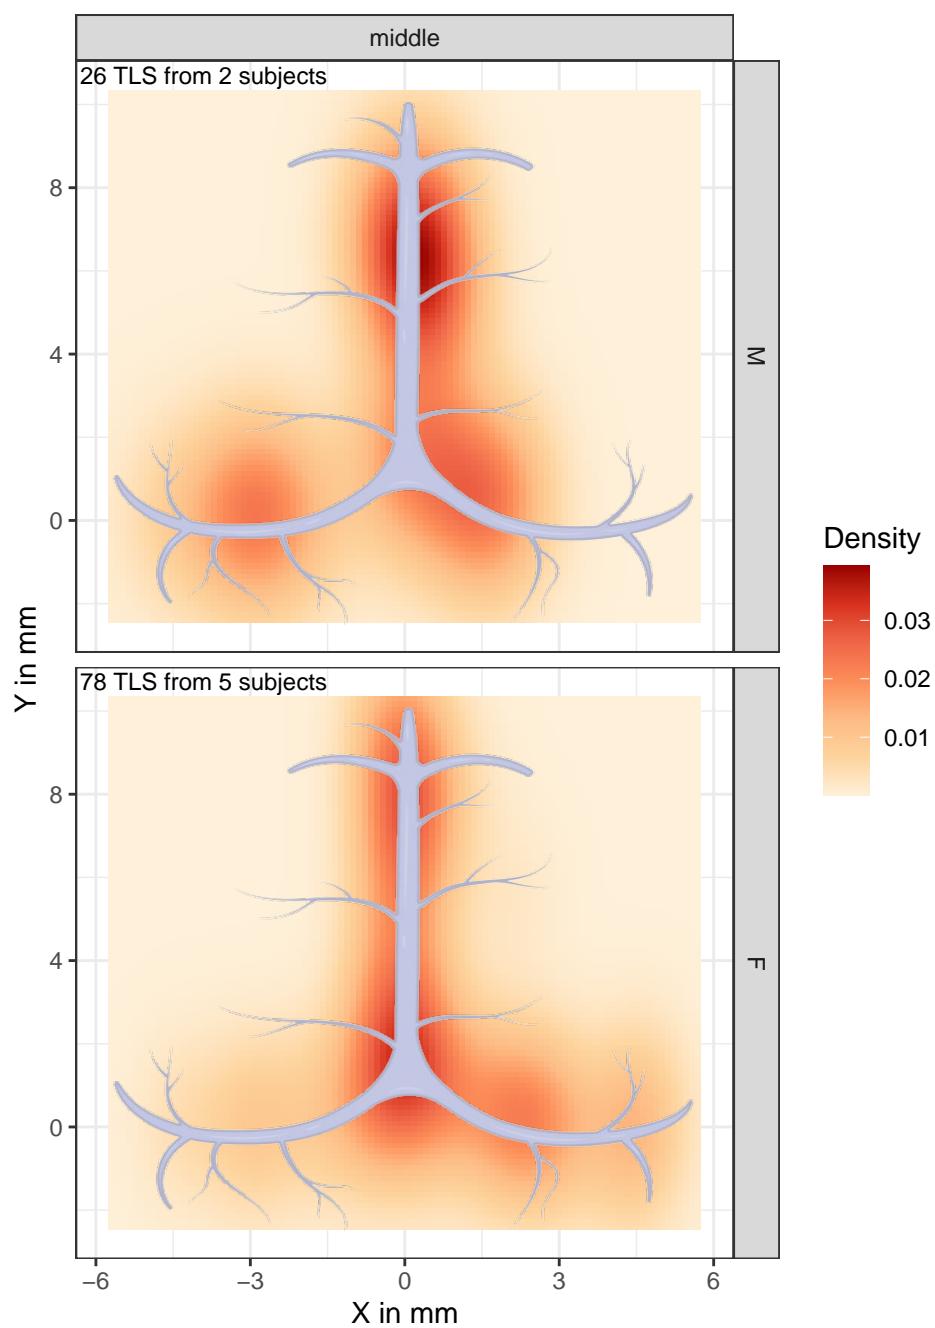 middle
26 TLS from 2 subjects
8
4
0
M
78 TLS from 5 subjects
8
4
0
F
−6
−3
0
3
6
X in mm
Y in mm
Density
0.03
0.02
0.01